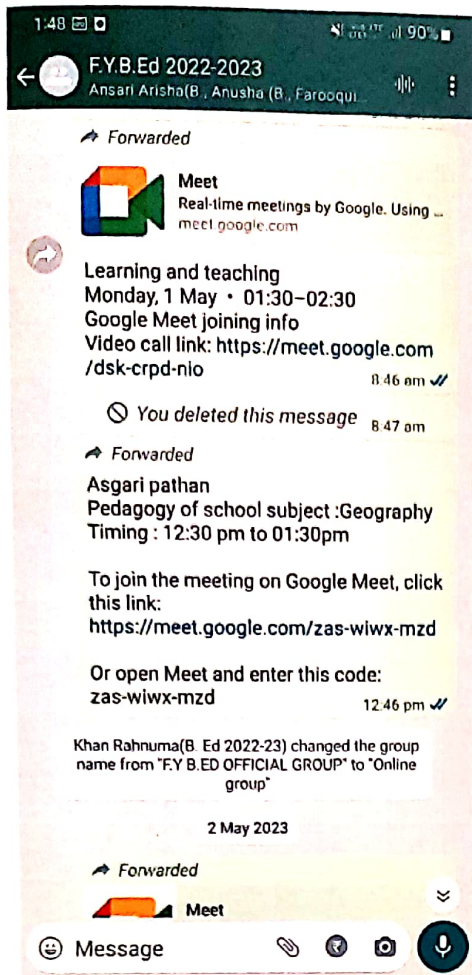 1:48 90%
F.Y.B.Ed 2022-2023
Ansari Arisha(B., Anusha (B., Farooqui...
Forwarded
Meet
Real-time meetings by Google. Using ...
meet.google.com
Learning and teaching
Monday, 1 May • 01:30–02:30
Google Meet joining info
Video call link: https://meet.google.com
/dsk-crpd-nio
8:46 am
You deleted this message 8:47 am
Forwarded
Asgari pathan
Pedagogy of school subject :Geography
Timing : 12:30 pm to 01:30pm
To join the meeting on Google Meet, click
this link:
https://meet.google.com/zas-wiwx-mzd
Or open Meet and enter this code:
zas-wiwx-mzd
12:46 pm
Khan Rahnuma(B. Ed 2022-23) changed the group
name from "F.Y B.ED OFFICIAL GROUP" to "Online
group"
2 May 2023
Forwarded
Meet
Message